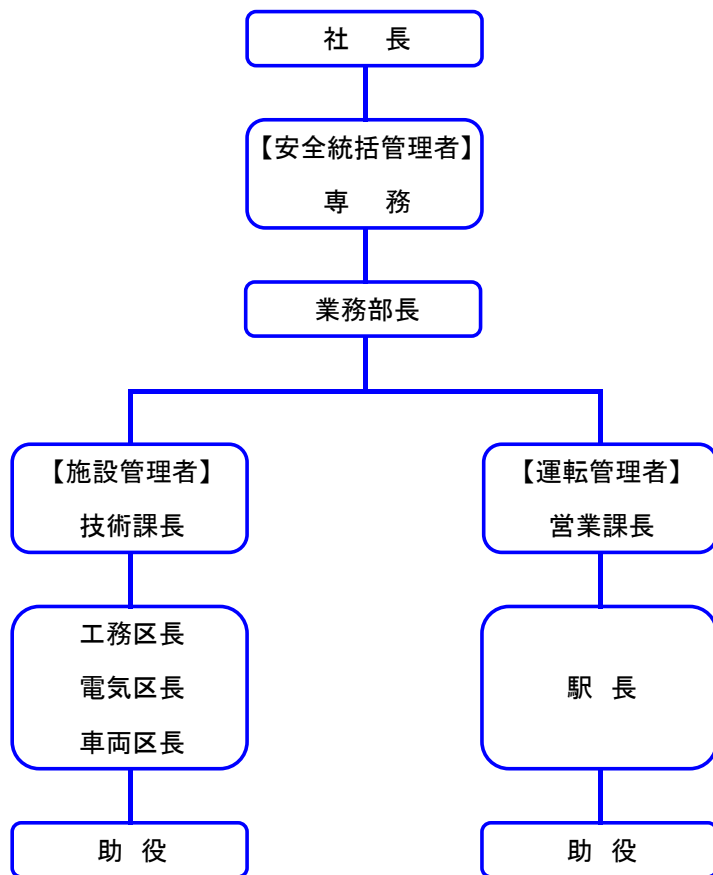 社　長
【安全統括管理者】
専　務
業務部長
【施設管理者】
技術課長
【運転管理者】
営業課長
工務区長
電気区長
車両区長
駅 長
助 役
助 役